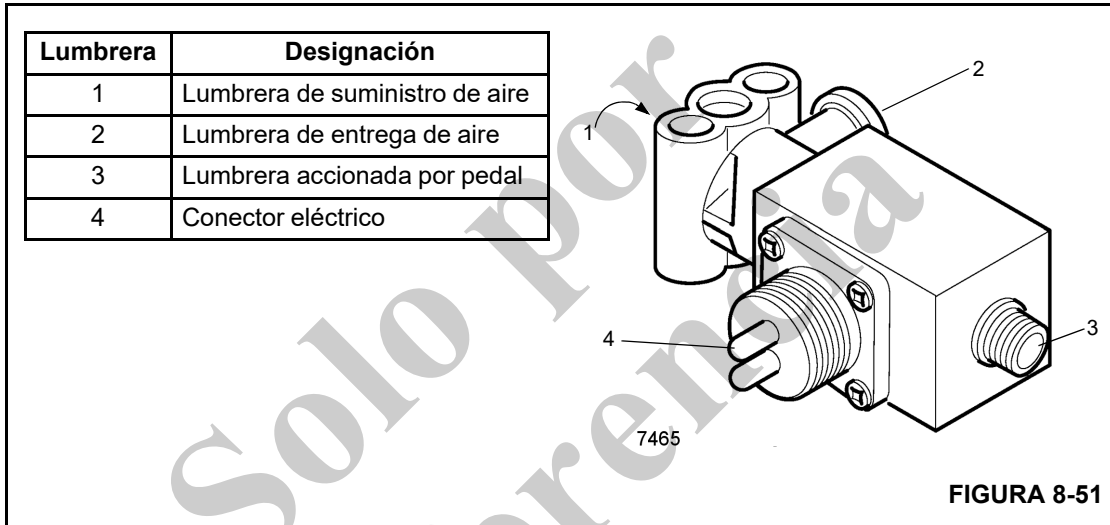 Lumbrera Designación
1 Lumbrera de suministro de aire
2 Lumbrera de entrega de aire
3 Lumbrera accionada por pedal
4 Conector eléctrico
2
1
3
4
7465
FIGURA 8-51
Solo por